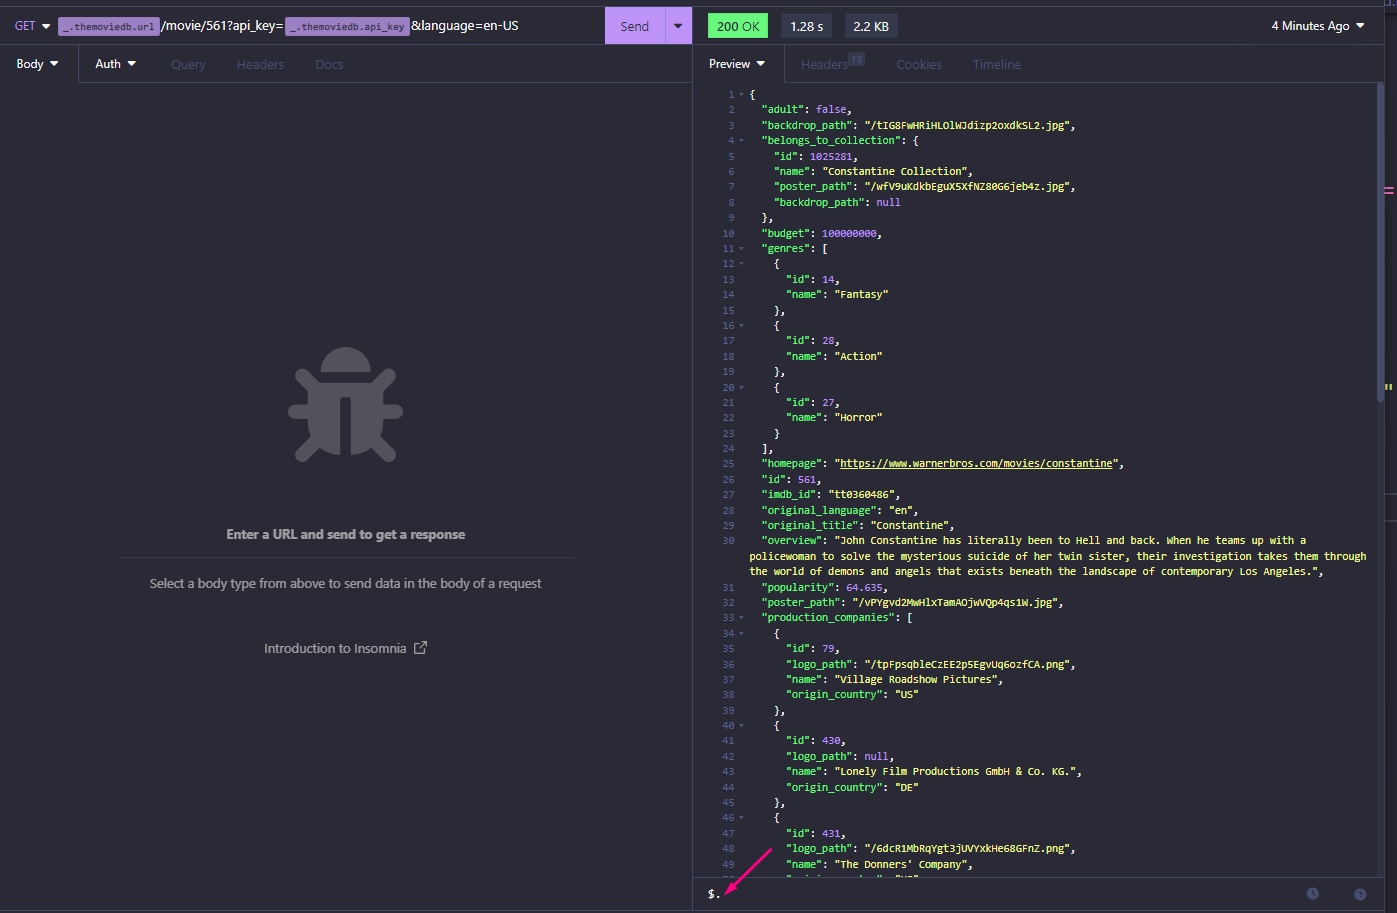 GET _.themoviedb.url /movie/561?api_key= _.themoviedb.api_key &language=en-US Send 200 OK 1.28 s 2.2 KB 4 Minutes Ago
Body Auth Query Headers Docs Preview Headers 18 Cookies Timeline
Enter a URL and send to get a response
Select a body type from above to send data in the body of a request
Introduction to Insomnia
1 {
2 "adult": false,
3 "backdrop_path": "/tIG8FwHRiHLOlWJdizp2oxdkSL2.jpg",
4 "belongs_to_collection": {
5 "id": 1025281,
6 "name": "Constantine Collection",
7 "poster_path": "/wfV9uKdkbEguX5XfNZ80G6jeb4z.jpg",
8 "backdrop_path": null
9 },
10 "budget": 100000000,
11 "genres": [
12 {
13 "id": 14,
14 "name": "Fantasy"
15 },
16 {
17 "id": 28,
18 "name": "Action"
19 },
20 {
21 "id": 27,
22 "name": "Horror"
23 }
24 ],
25 "homepage": "https://www.warnerbros.com/movies/constantine",
26 "id": 561,
27 "imdb_id": "tt0360486",
28 "original_language": "en",
29 "original_title": "Constantine",
30 "overview": "John Constantine has literally been to Hell and back. When he teams up with a
policewoman to solve the mysterious suicide of her twin sister, their investigation takes them through
the world of demons and angels that exists beneath the landscape of contemporary Los Angeles.",
31 "popularity": 64.635,
32 "poster_path": "/vPYgvd2MwHlxTamAOjwVQp4qs1W.jpg",
33 "production_companies": [
34 {
35 "id": 79,
36 "logo_path": "/tpFpsqbleCzEE2p5EgvUq6ozfCA.png",
37 "name": "Village Roadshow Pictures",
38 "origin_country": "US"
39 },
40 {
41 "id": 430,
42 "logo_path": null,
43 "name": "Lonely Film Productions GmbH & Co. KG.",
44 "origin_country": "DE"
45 },
46 {
47 "id": 431,
48 "logo_path": "/6dcR1MbRqYgt3jUVYxkHe68GFnZ.png",
49 "name": "The Donners' Company",
$.